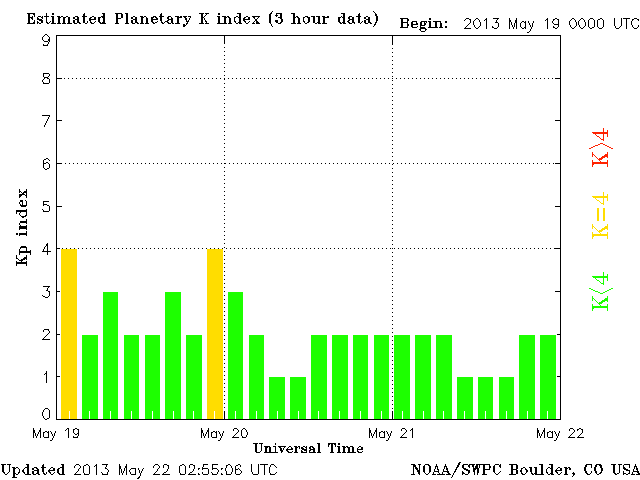 Estimated Planetary K index (3 hour data)
Begin: 2013 May 19 0000 UTC
9
8
7
6
5
4
3
2
1
0
Kp index
K>4
K=4
K<4
May 19
May 20
May 21
May 22
Universal Time
Updated 2013 May 22 02:55:06 UTC
NOAA/SWPC Boulder, CO USA